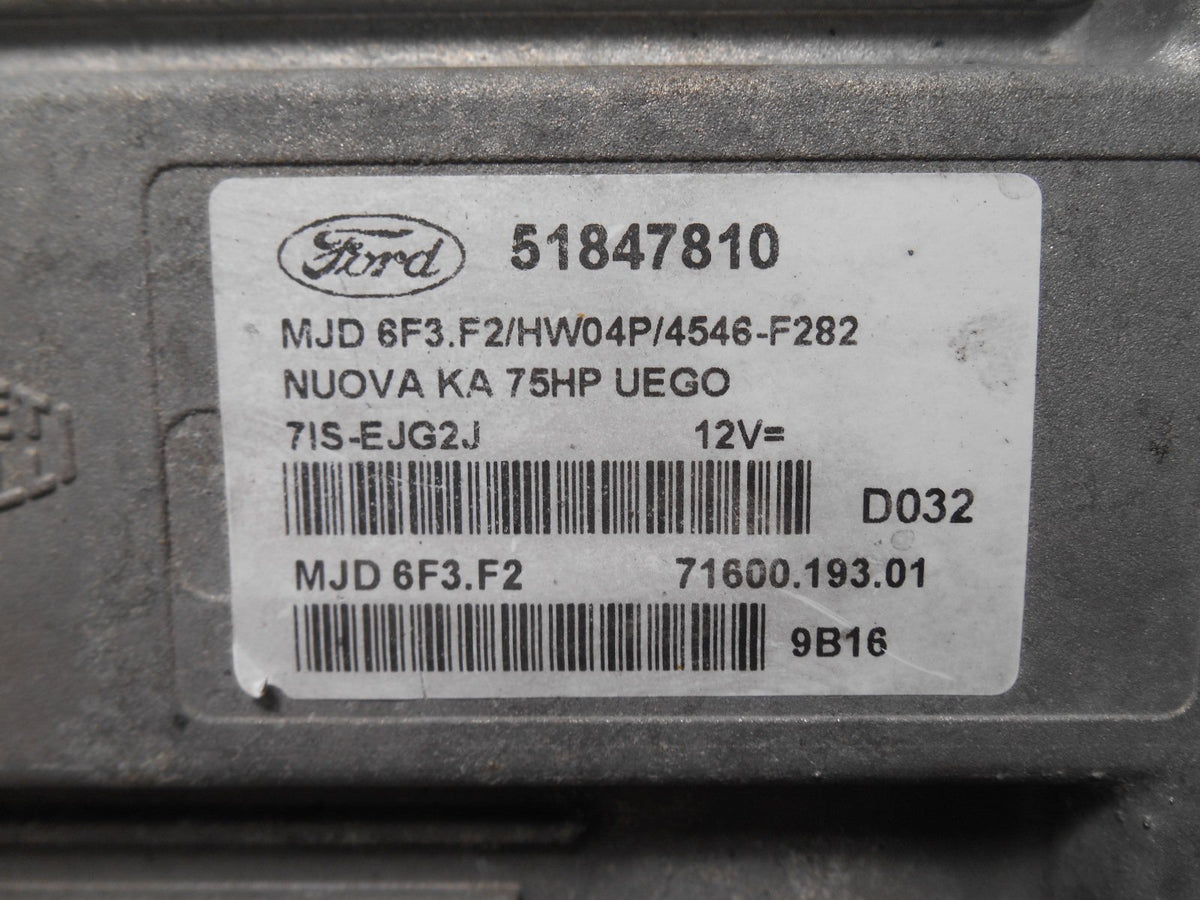 Ford 51847810
MJD 6F3.F2/HW04P/4546-F282
NUOVA KA 75HP UEGO
7IS-EJG2J 12V=
D032
MJD 6F3.F2 71600.193.01
9B16